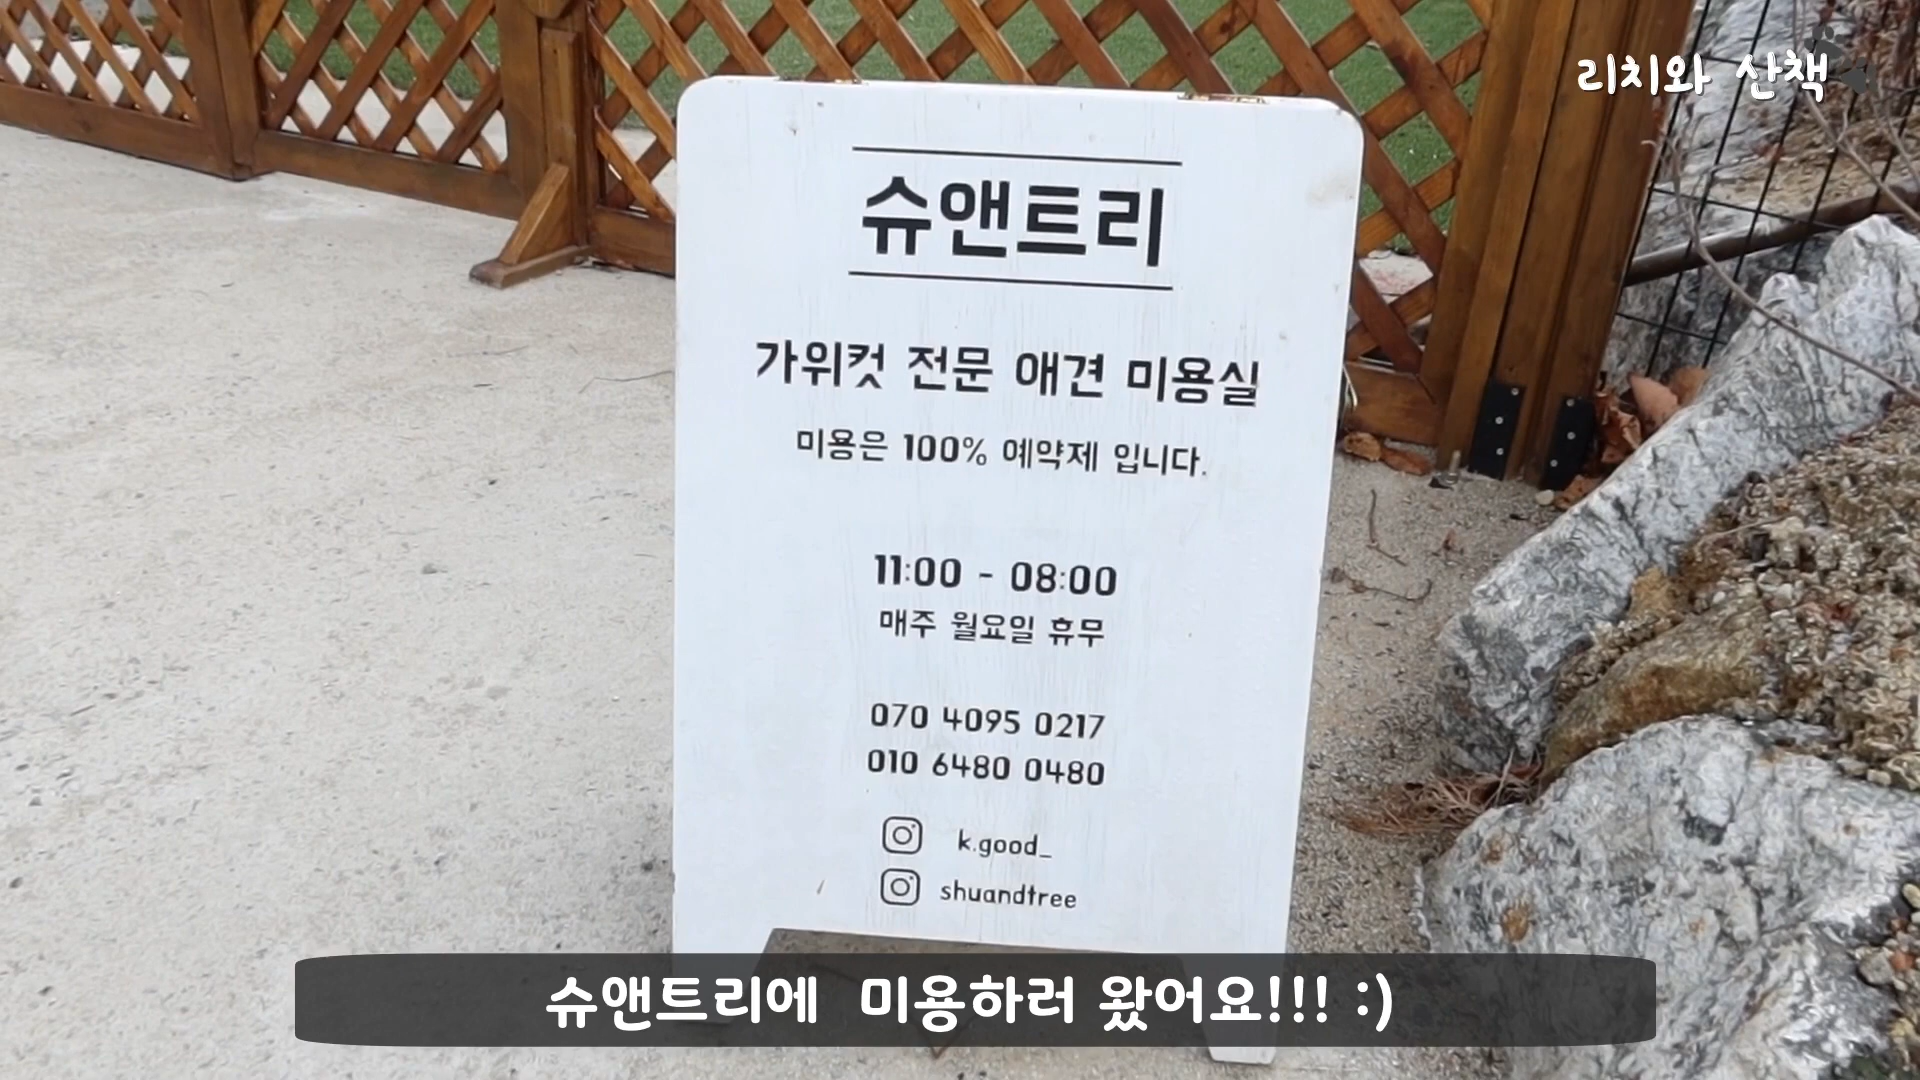 리치와 산책
슈앤트리
가위컷 전문 애견 미용실
미용은 100% 예약제 입니다.
11:00 - 08:00
매주 월요일 휴무
070 4095 0217
010 6480 0480
k.good_
shuandtree
슈앤트리에 미용하러 왔어요!!! :)